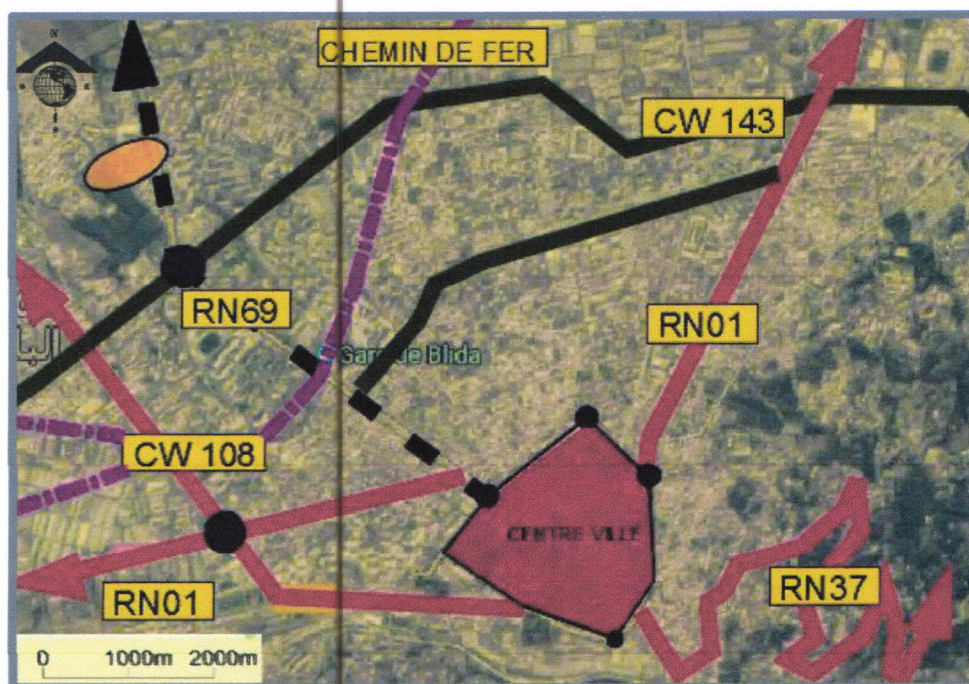 CHEMIN DE FER
CW 143
RN69
RN01
Gare de Blida
CW 108
CENTRE VILLE
RN01
RN37
0 1000m 2000m